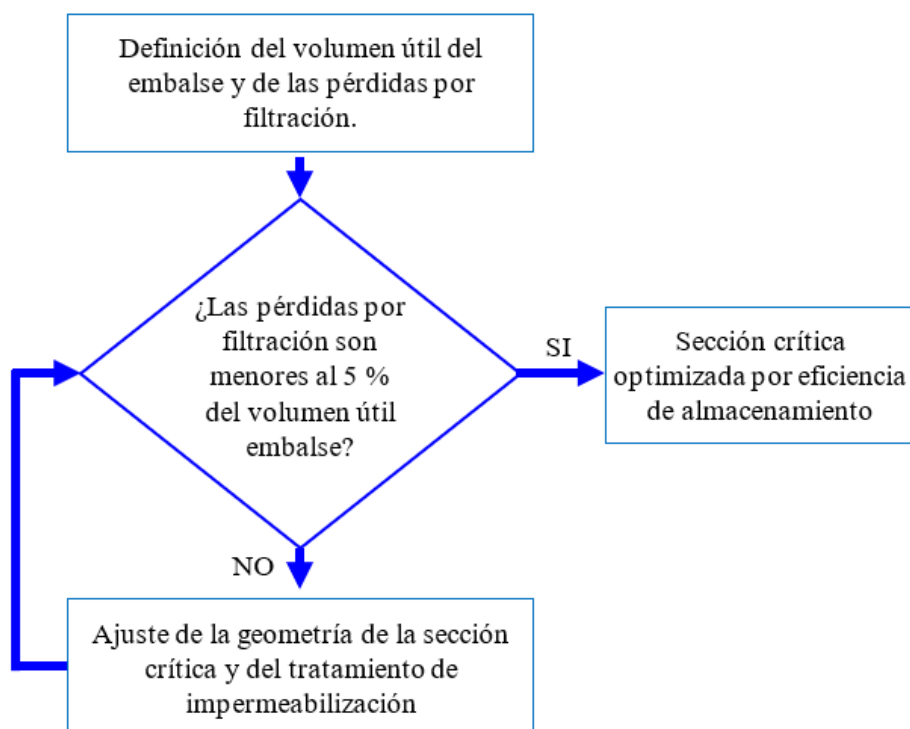 Definición del volumen útil del
embalse y de las pérdidas por
filtración.
¿Las pérdidas por
filtración son
menores al 5 %
del volumen útil
embalse?
SI
Sección crítica
optimizada por eficiencia
de almacenamiento
NO
Ajuste de la geometría de la sección
crítica y del tratamiento de
impermeabilización